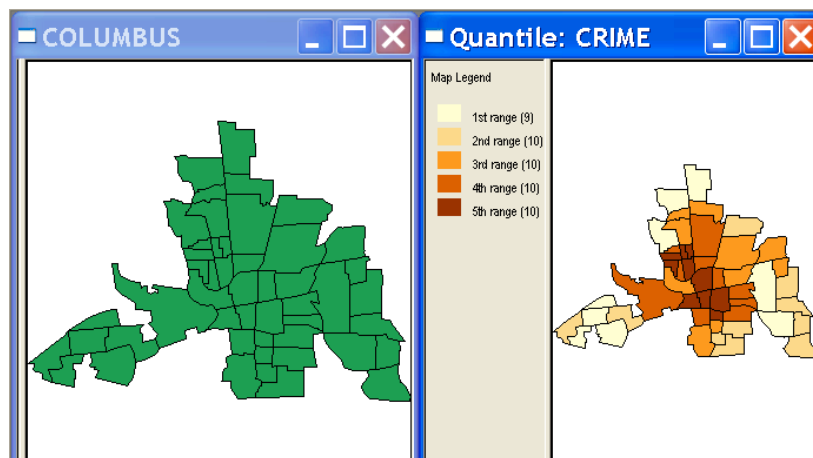 COLUMBUS
Quantile: CRIME
Map Legend
1st range (9)
2nd range (10)
3rd range (10)
4th range (10)
5th range (10)